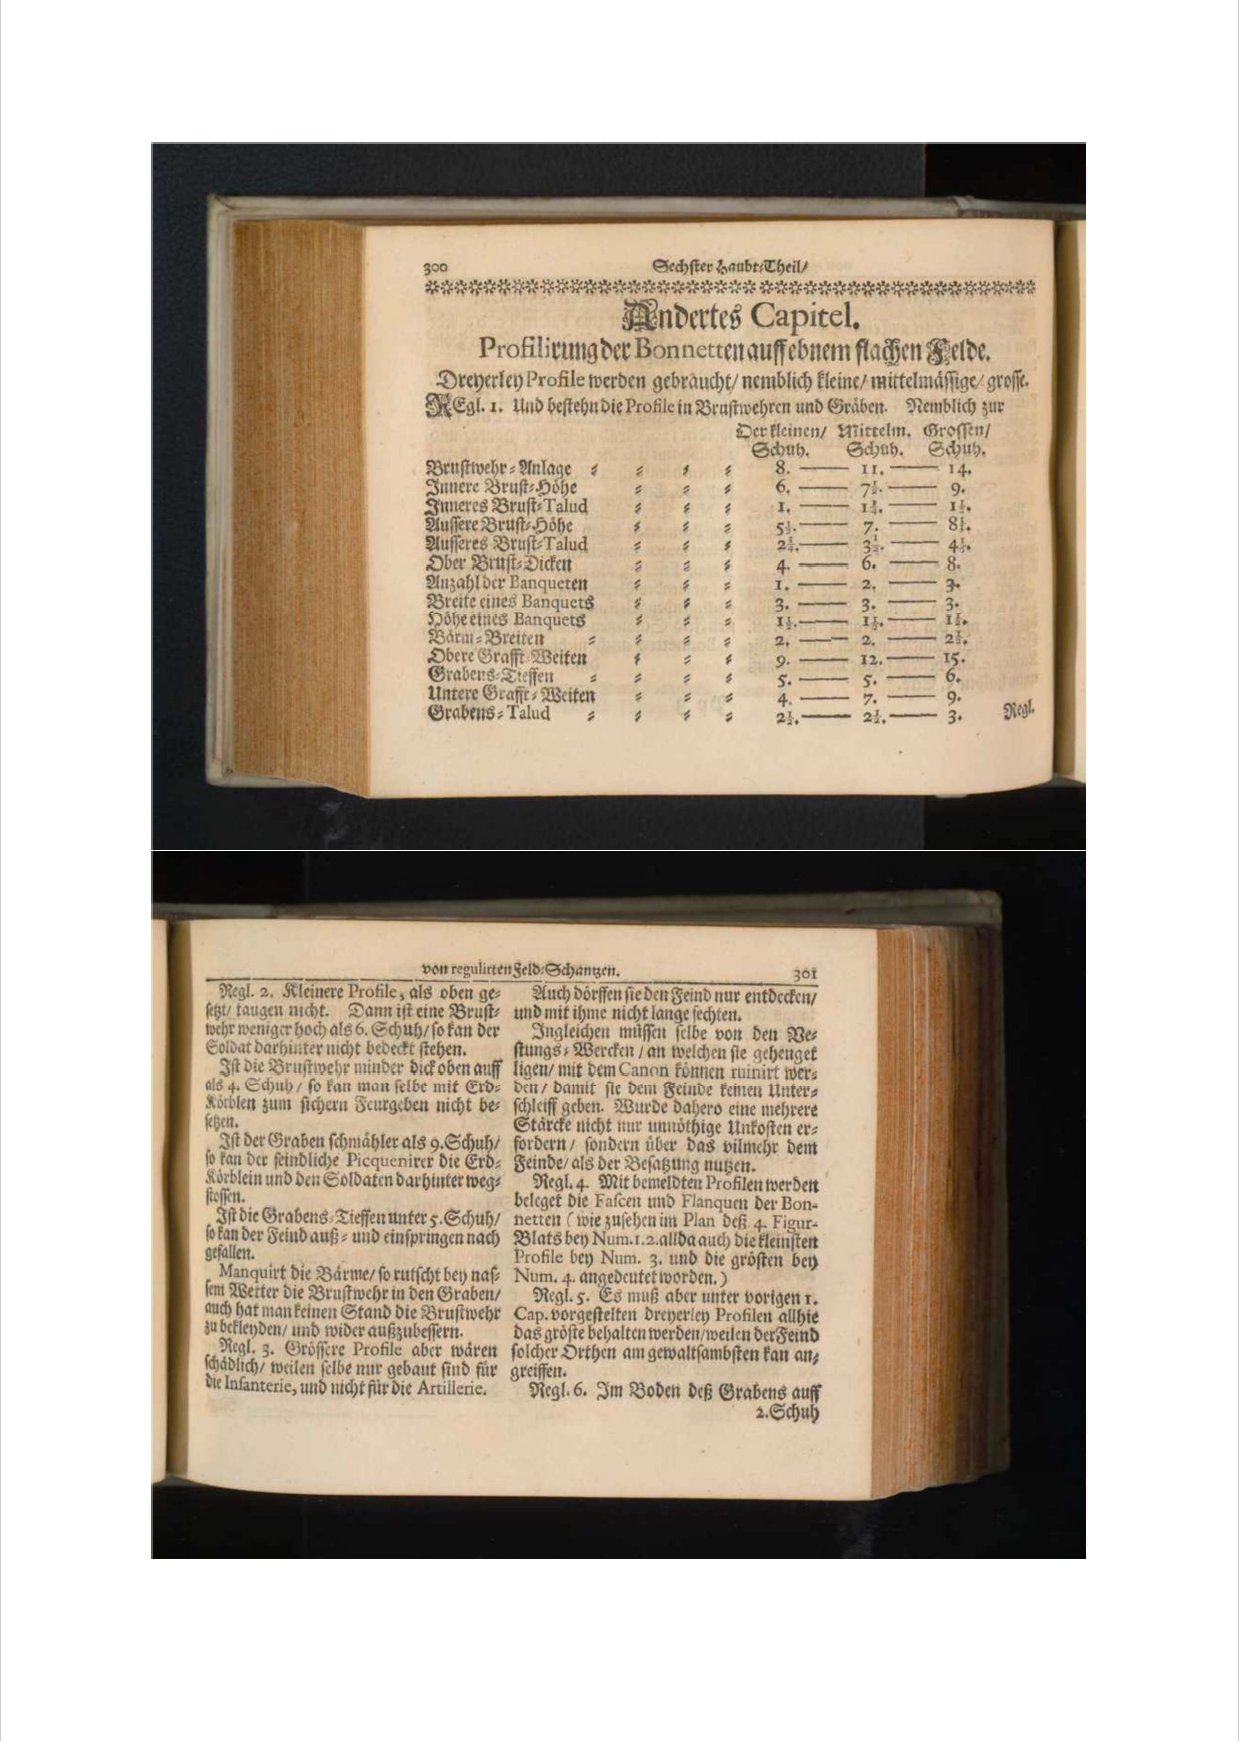 300 Sechster Haubt-Theil/
Andertes Capitel.
Profilirung der Bonnetten auff ebnem flachen Felde.
Dreyerley Profile werden gebraucht/ nemblich kleine/ mittelmässige/ grosse.
REgl. 1. Und bestehn die Profile in Brustwehren und Gräben. Nemblich zur
Der kleinen/ Mittelm. Grossen/
Schuh. Schuh. Schuh.
Brustwehr-Anlage 8. — 11. — 14.
Innere Brust-Höhe 6. — 7½. — 9.
Inneres Brust-Talud 1. — — 1½.
Äussere Brust-Höhe 5½. — 7. —
Äusseres Brust-Talud — —
Ober Brust-Dicken 4. — 6. — 8.
Anzahl der Banqueten 1. — 2. — 3.
Breite eines Banquets 3. — 3. — 3.
Höhe eines Banquets 1½. — 1½. — 1½.
Bärm-Breiten 2. — 2. — 2½.
Obere Grafft-Weiten 9. — 12. — 15.
Grabens-Tieffen 5. — 5. — 6.
Untere Grafft-Weiten 4. — 7. — 9.
Grabens-Talud 2½. — 2½. — 3. Regl.
von regulirten Feld-Schantzen. 301
Regl. 2. Kleinere Profile, als oben ge-
setzt/ taugen nicht. Dann ist eine Brust-
wehr weniger hoch als 6. Schuh/ so kan der
Soldat darhinter nicht bedeckt stehen.
Ist die Brustwehr minder dick oben auff
als 4. Schuh/ so kan man selbe mit Erd-
Körblen zum sichern Feurgeben nicht be-
setzen.
Ist der Graben schmähler als 9. Schuh/
so kan der feindliche Picquenirer die Erd-
Körblein und den Soldaten darhinter weg-
stossen.
Ist die Grabens-Tieffen unter 5. Schuh/
so kan der Feind auß- und einspringen nach
gefallen.
Manquirt die Bärme/ so rutscht bey nas-
sem Wetter die Brustwehr in den Graben/
auch hat man keinen Stand die Brustwehr
zu bekleyden/ und wider außzubessern.
Regl. 3. Grössere Profile aber wären
schädlich/ weilen selbe nur gebaut sind für
die Infanterie, und nicht für die Artillerie.
Auch dörffen sie den Feind nur entdecken/
und mit ihme nicht lange fechten.
Ingleichen müssen selbe von den Ve-
stungs-Wercken/ an welchen sie gehenget
ligen/ mit dem Canon können ruinirt wer-
den/ damit sie dem Feinde keinen Unter-
schleiff geben. Wurde dahero eine mehrere
Stärcke nicht nur unnöthige Unkosten er-
fordern/ sondern über das vilmehr dem
Feinde/ als der Besatzung nutzen.
Regl. 4. Mit bemeldten Profilen werden
beleget die Fascen und Flanquen der Bon-
netten (wie zusehen im Plan deß 4. Figur-
Blats bey Num. 1. 2. allda auch die kleinsten
Profile bey Num. 3. und die grösten bey
Num. 4. angedeutet worden.)
Regl. 5. Es muß aber unter vorigen 1.
Cap. vorgestelten dreyerley Profilen allhie
das gröste behalten werden/ weilen der Feind
solcher Orthen am gewaltsambsten kan an-
greiffen.
Regl. 6. Im Boden deß Grabens auff
2. Schuh